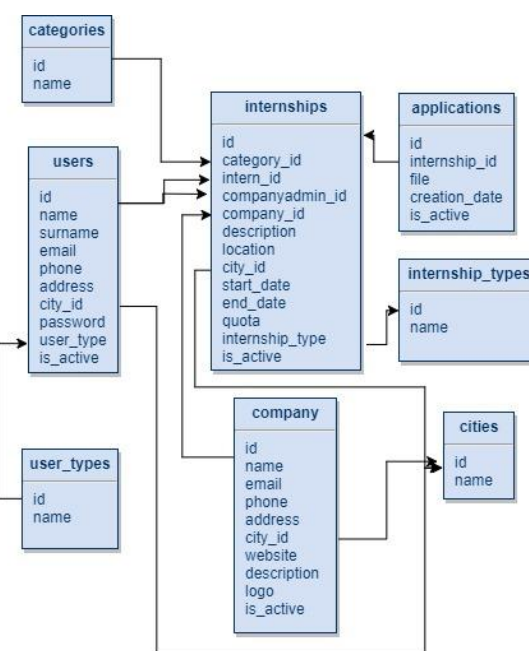 categories
id
name
users
id
name
surname
email
phone
address
city_id
password
user_type
is_active
user_types
id
name
internships
id
category_id
intern_id
companyadmin_id
company_id
description
location
city_id
start_date
end_date
quota
internship_type
is_active
company
id
name
email
phone
address
city_id
website
description
logo
is_active
applications
id
internship_id
file
creation_date
is_active
internship_types
id
name
cities
id
name